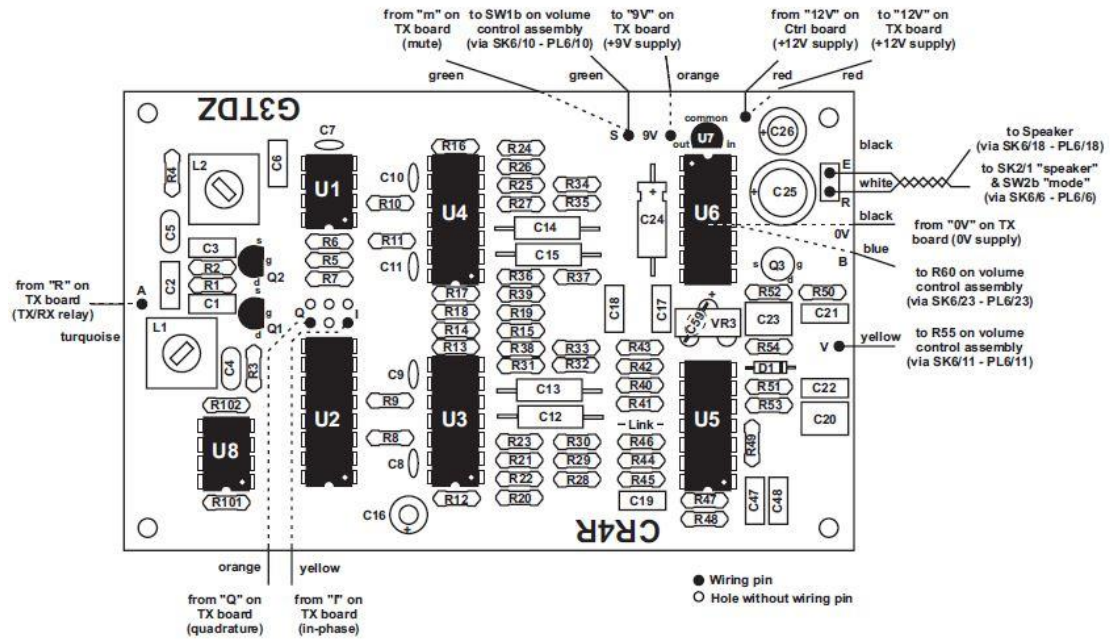 from "m" on
TX board
(mute)
to SW1b on volume
control assembly
(via SK6/10 - PL6/10)
to "9V" on
TX board
(+9V supply)
from "12V" on
Ctrl board
(+12V supply)
to "12V" on
TX board
(+12V supply)
green
green
orange
red
red
G3TDZ
C7
C6
R4
L2
U1
C10
R10
R16
R24
R26
R25
R27
R34
R35
S
9V
common
U7
out
in
C26
C25
C24
U6
U4
black
E
white
R
to Speaker
(via SK6/18 - PL6/18)
to SK2/1 "speaker"
& SW2b "mode"
(via SK6/6 - PL6/6)
black
0V
from "0V" on TX
board (0V supply)
blue
B
to R60 on volume
control assembly
(via SK6/23 - PL6/23)
C5
C3
R2
R1
C1
C2
s
g
d
Q2
s
g
d
Q1
R6
R5
R7
R11
C11
C14
C15
R36
R37
R39
R19
R15
R38
R31
R33
R32
R17
R18
R14
R13
Q
I
C18
C17
C59A
VR3
s
Q3
g
d
R52
R50
C23
C21
R54
V
yellow
to R55 on volume
control assembly
(via SK6/11 - PL6/11)
from "R" on
TX board
(TX/RX relay)
A
turquoise
L1
C4
R3
R102
U8
R101
U2
C9
R9
R8
C8
U3
R12
C13
C12
R23
R21
R22
R20
R30
R29
R28
R43
R42
R40
R41
Link
R46
R44
R45
C19
U5
D1
R51
R53
R49
C22
C20
R47
R48
C47
C48
C16
CR4R
orange
yellow
from "Q" on
TX board
(quadrature)
from "I" on
TX board
(in-phase)
Wiring pin
Hole without wiring pin